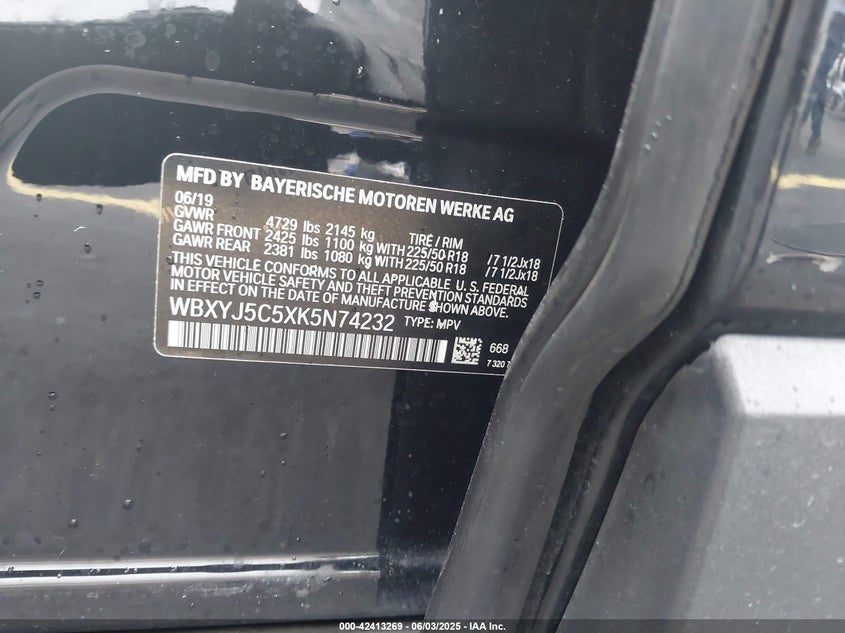 MFD BY BAYERISCHE MOTOREN WERKE AG
06/19
GVWR 4729 lbs 2145 kg TIRE / RIM
GAWR FRONT 2425 lbs 1100 kg WITH 225/50 R18 /7 1/2Jx18
GAWR REAR 2381 lbs 1080 kg WITH 225/50 R18 /7 1/2Jx18
THIS VEHICLE CONFORMS TO ALL APPLICABLE U. S. FEDERAL
MOTOR VEHICLE SAFETY AND THEFT PREVENTION STANDARDS
IN EFFECT ON THE DATE OF MANUFACTURE SHOWN ABOVE.
WBXYJ5C5XK5N74232 TYPE: MPV
668
7 320 7
000-42413269 - 06/03/2025 - IAA Inc.